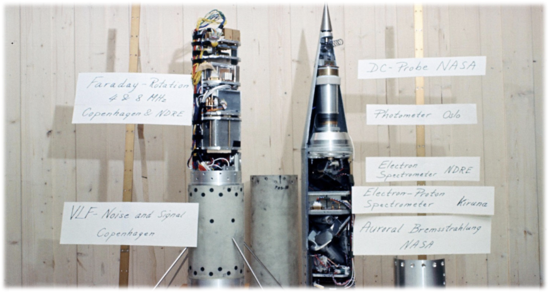 Faraday-Rotation
4 & 8 MHz
Copenhagen & NDRE
VLF-Noise and Signal
Copenhagen
DC-Probe NASA
Photometer Oslo
Electron
Spectrometer NDRE
Electron-Photon
Spectrometer Kiruna
Auroral Bremsstrahlung
NASA